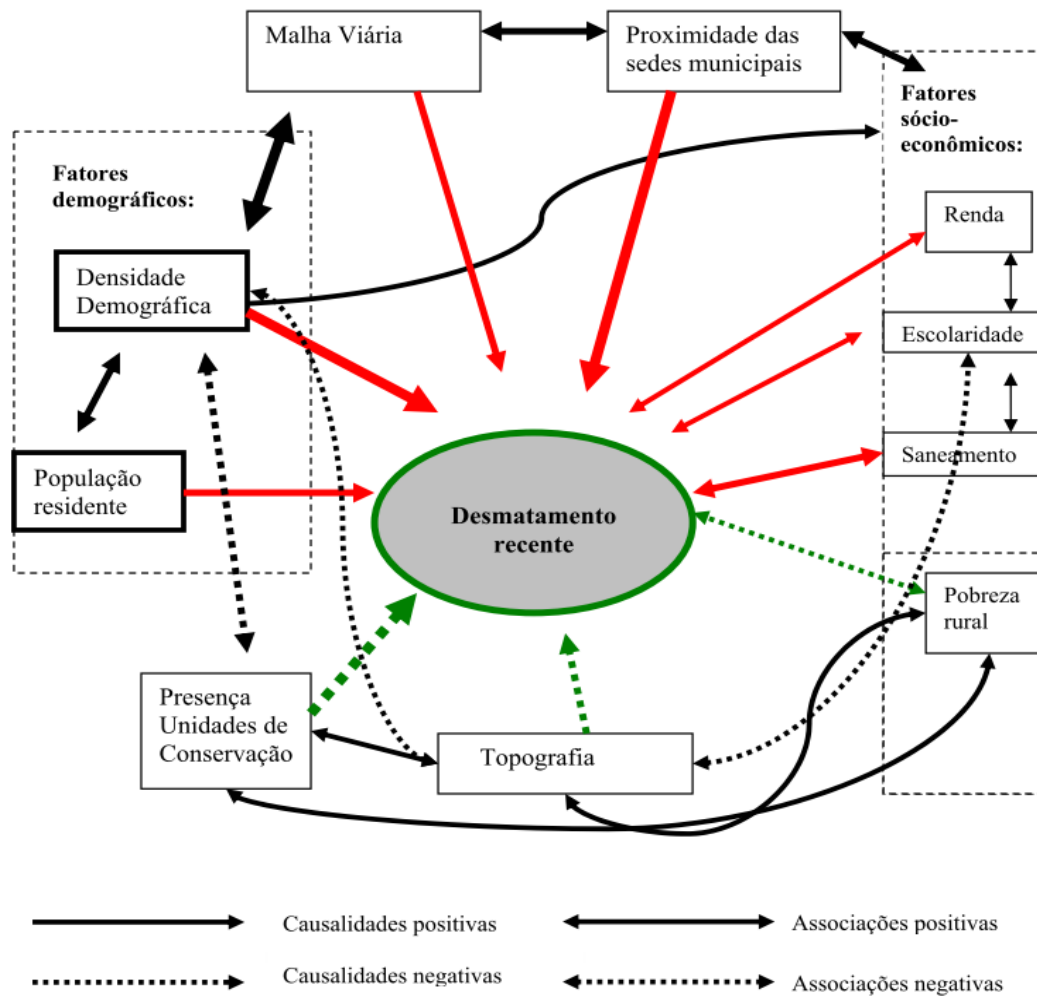 Malha Viária
Proximidade das
sedes municipais
Fatores
sócio-
econômicos:
Fatores
demográficos:
Renda
Densidade
Demográfica
Escolaridade
População
residente
Saneamento
Desmatamento
recente
Pobreza
rural
Presença
Unidades de
Conservação
Topografia
Causalidades positivas
Associações positivas
Causalidades negativas
Associações negativas